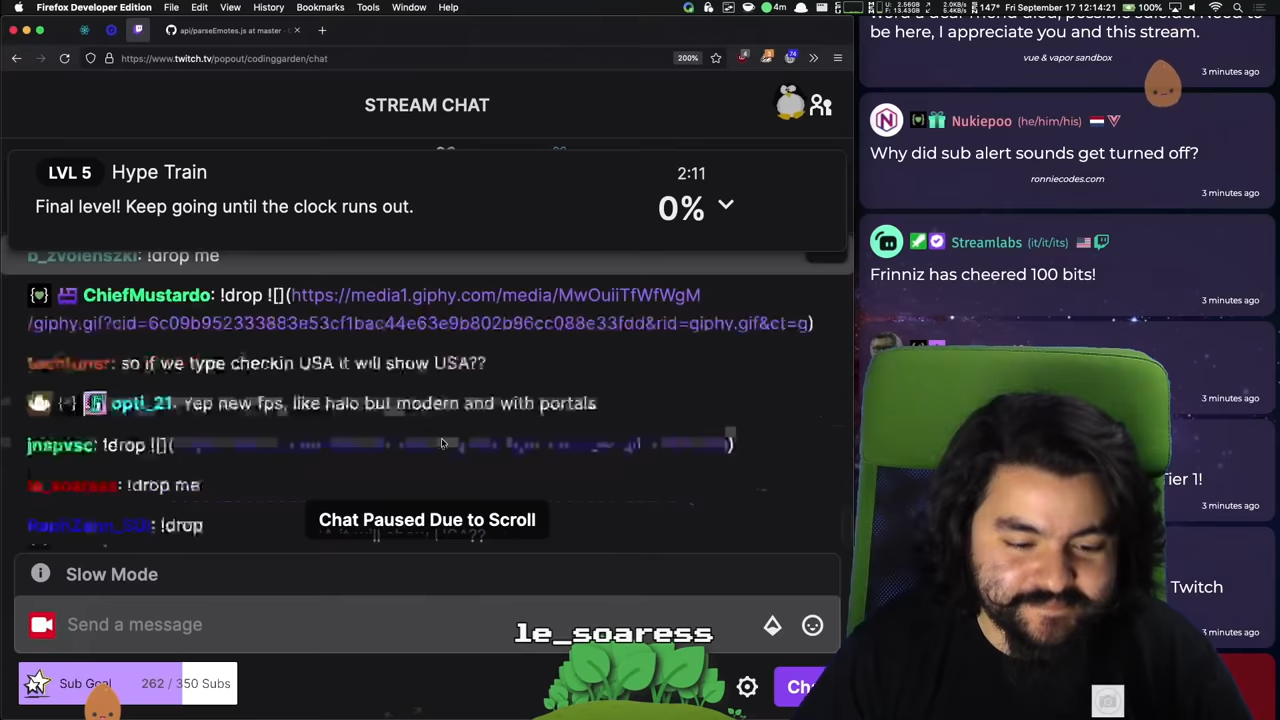 Firefox Developer Edition File Edit View History Bookmarks Tools Window Help
4m
Fri September 17 12:14:21
100%
api/parseEmotes.js at master
https://www.twitch.tv/popout/codinggarden/chat
200%
STREAM CHAT
LVL 5 Hype Train 2:11
Final level! Keep going until the clock runs out. 0%
b_zvolenszki: !drop me
ChiefMustardo: !drop ![](https://media1.giphy.com/media/MwOuiiTfWfWgM
/giphy.gif?cid=6c09b952333883e53cf1bac44e63e9b802b96cc088e33fdd&rid=giphy.gif&ct=g)
so if we type checkin USA it will show USA??
opti_21: Yep new fps, like halo but modern and with portals
jnspvsc: !drop ![](
le_soaress: !drop me
!drop
Chat Paused Due to Scroll
Slow Mode
Send a message
le_soaress
Sub Goal 262 / 350 Subs
Ch
be here, I appreciate you and this stream.
vue & vapor sandbox
3 minutes ago
Nukiepoo (he/him/his)
Why did sub alert sounds get turned off?
ronniecodes.com
3 minutes ago
Streamlabs (it/it/its)
Frinniz has cheered 100 bits!
3 minutes ago
3 minutes ago
ier 1!
3 minutes ago
Twitch
3 minutes ago